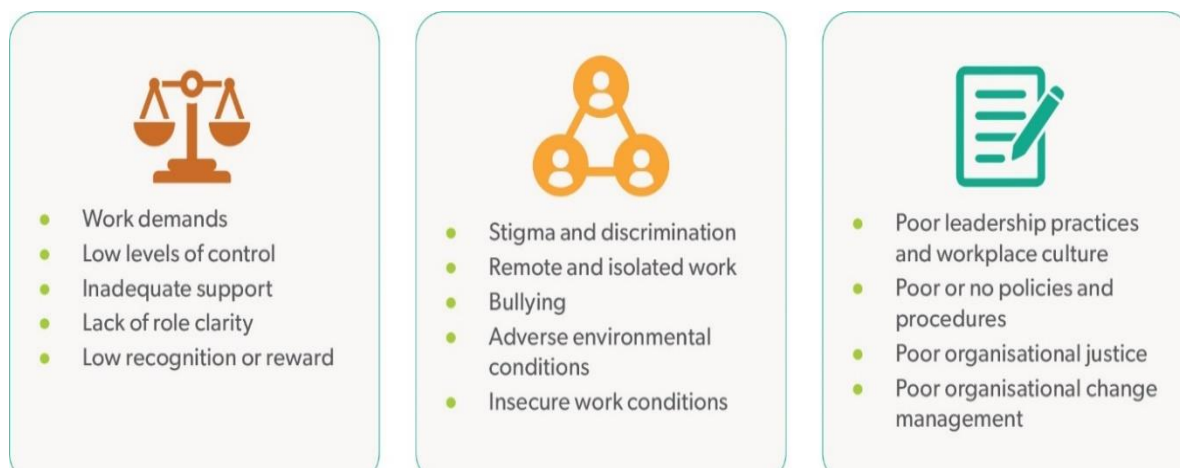 Work demands
Low levels of control
Inadequate support
Lack of role clarity
Low recognition or reward
Stigma and discrimination
Remote and isolated work
Bullying
Adverse environmental
conditions
Insecure work conditions
Poor leadership practices
and workplace culture
Poor or no policies and
procedures
Poor organisational justice
Poor organisational change
management